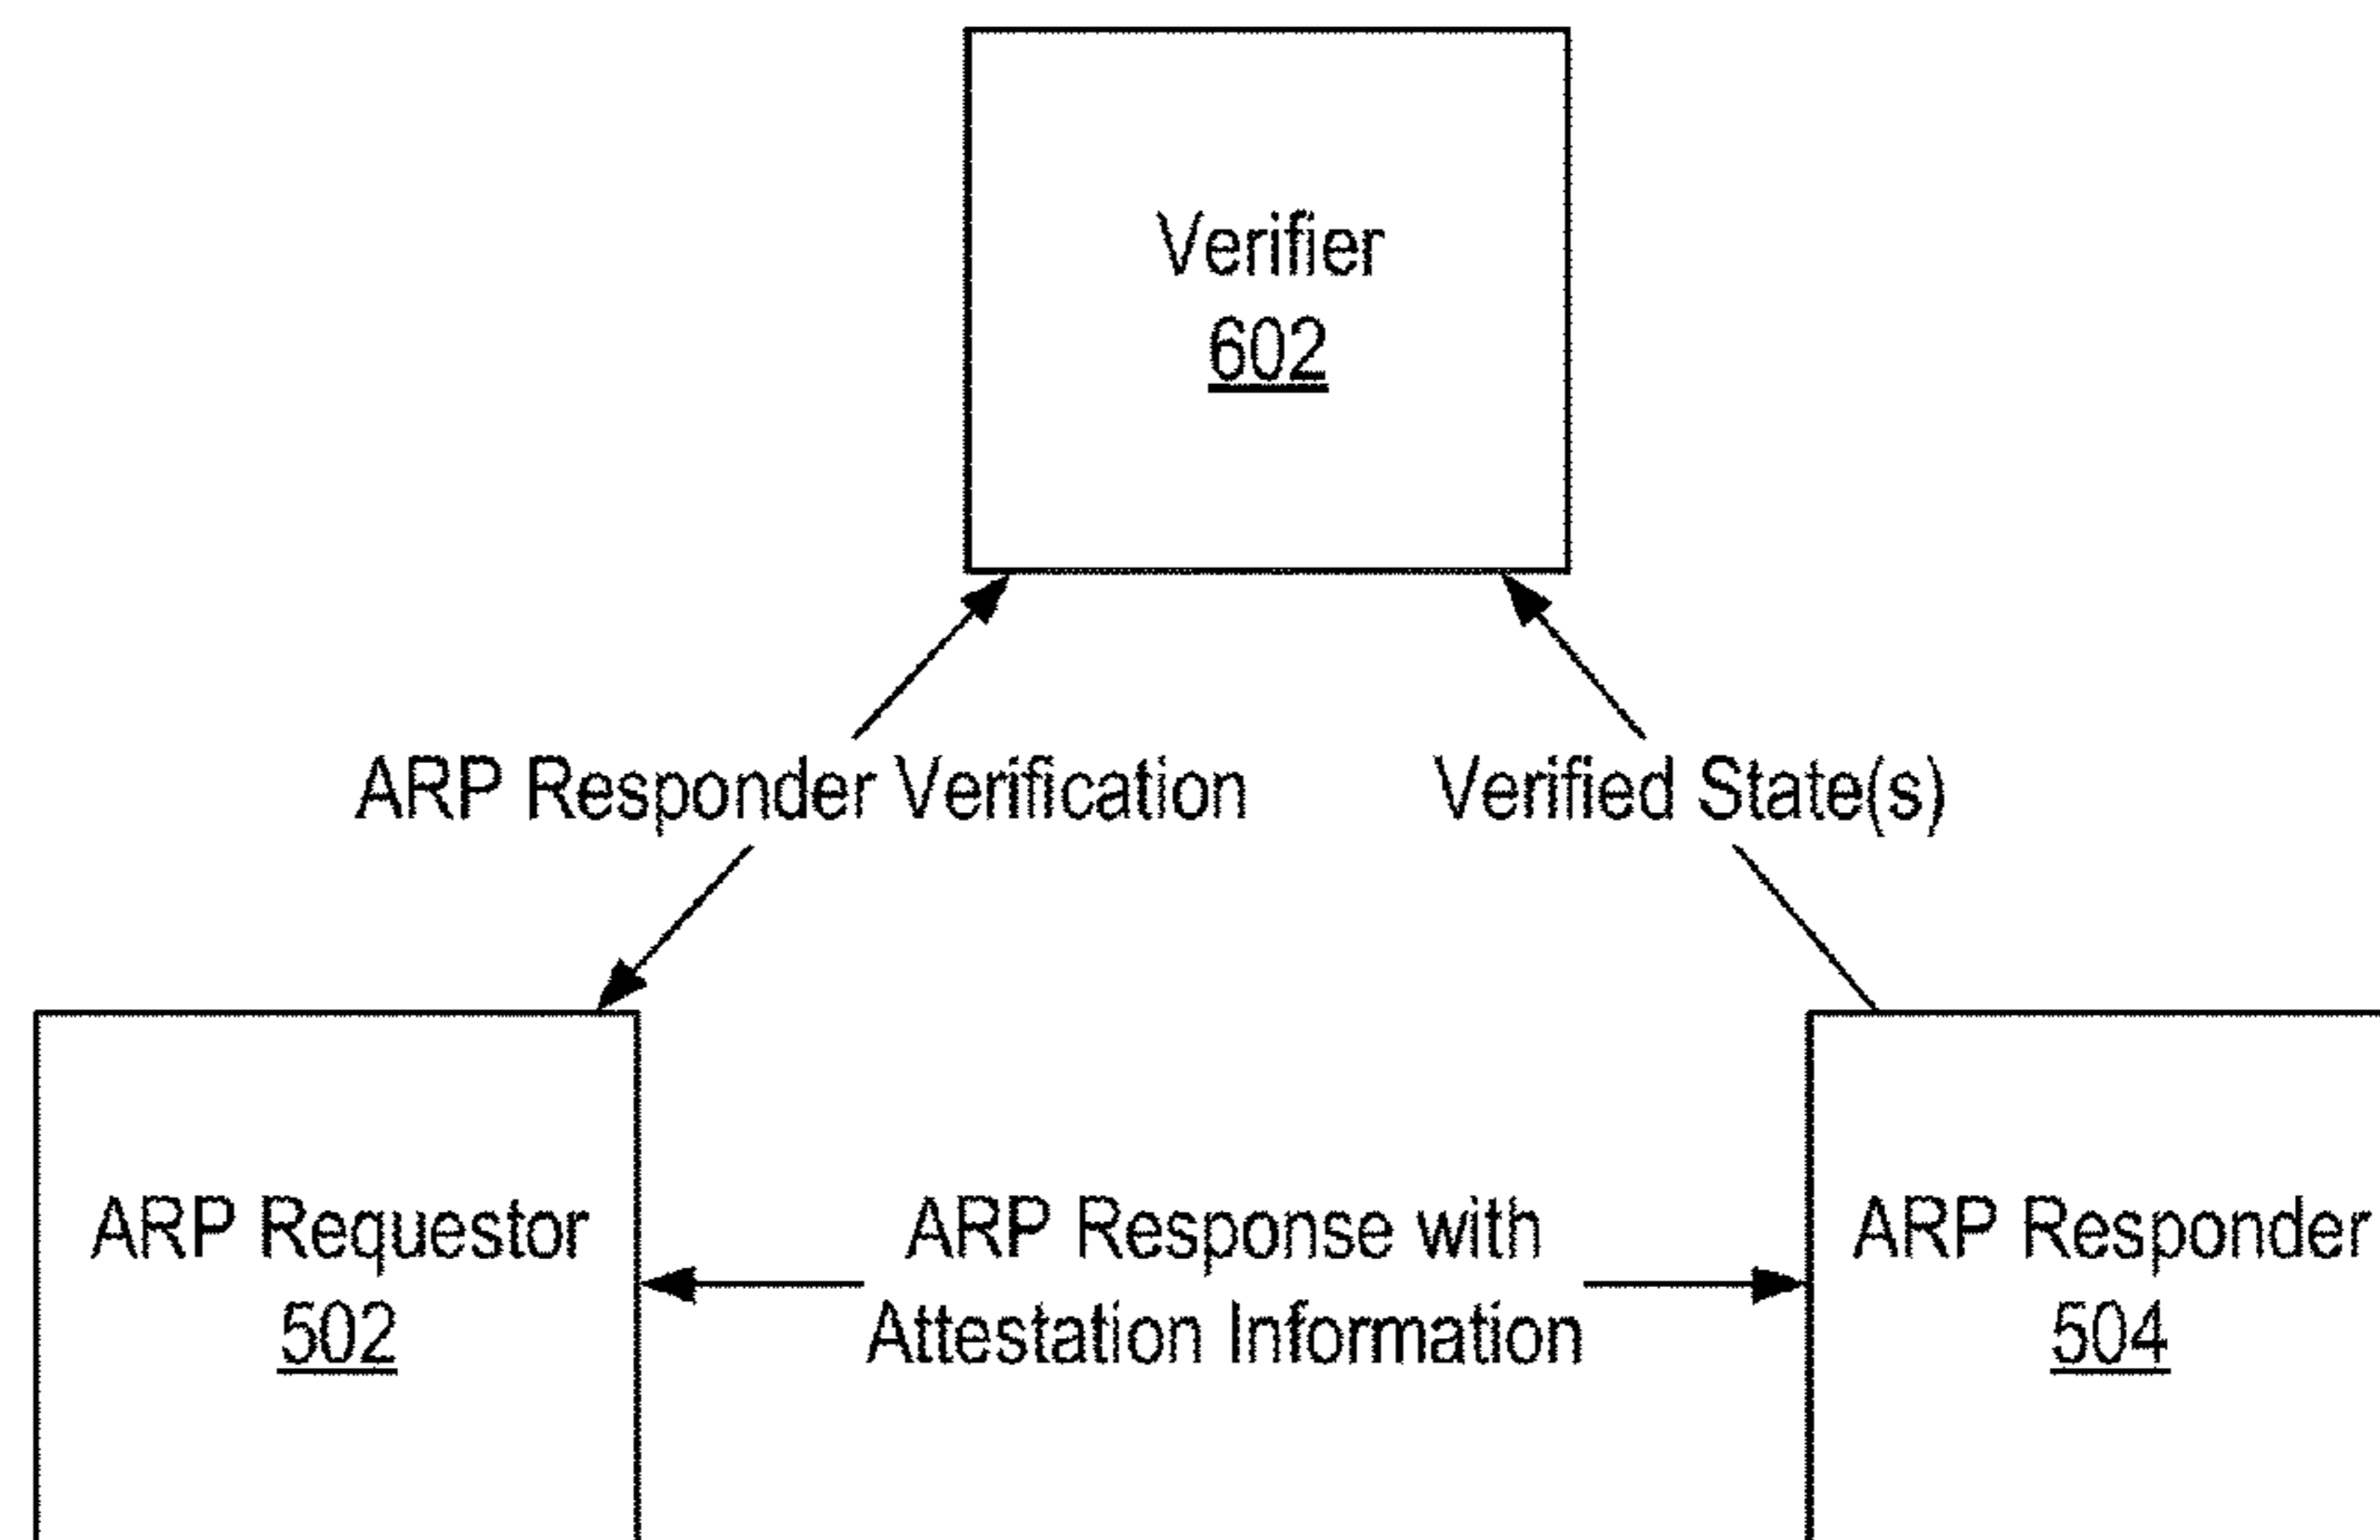 Verifier
602
ARP Responder Verification
Verified State(s)
ARP Requestor
502
ARP Response with
Attestation Information
ARP Responder
504